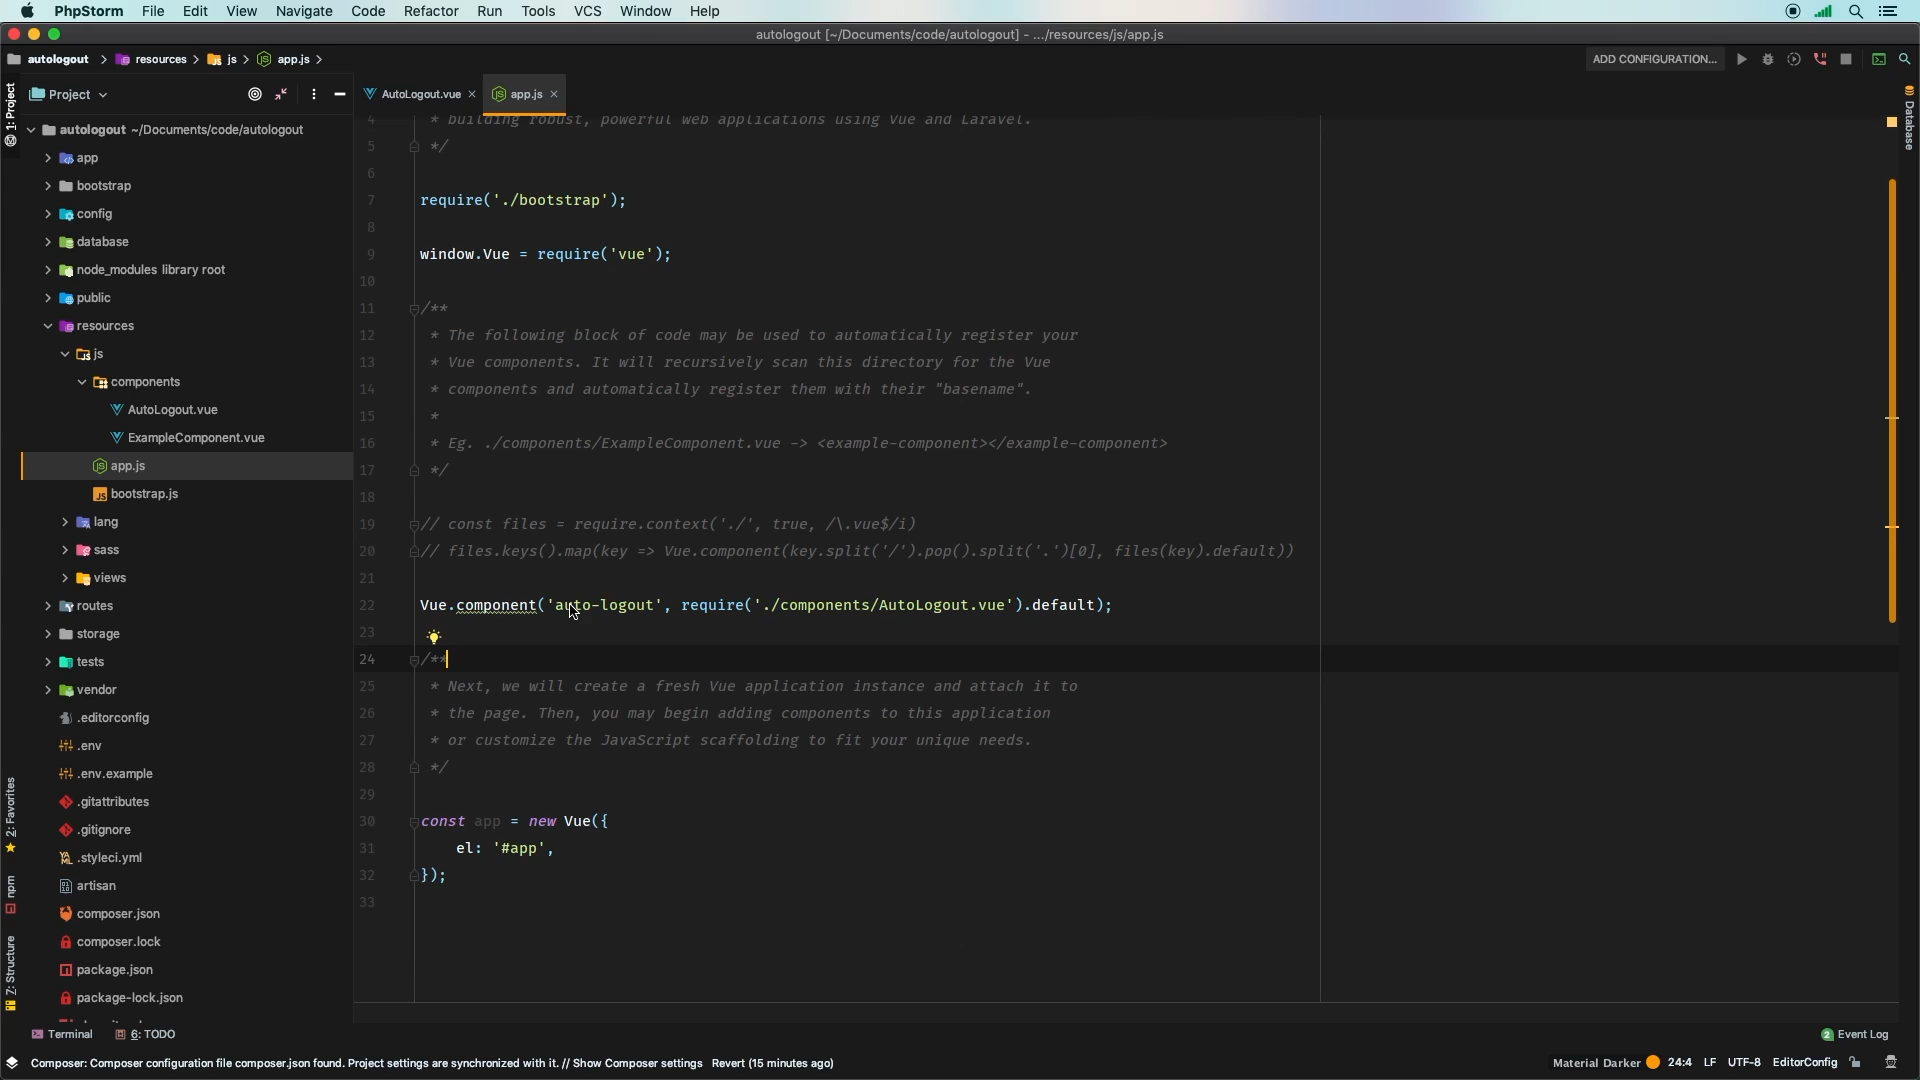 PhpStorm File Edit View Navigate Code Refactor Run Tools VCS Window Help
autologout [~/Documents/code/autologout] - .../resources/js/app.js
autologout resources js app.js
ADD CONFIGURATION...
Project
AutoLogout.vue app.js
1: Project
Database
autologout ~/Documents/code/autologout
app
bootstrap
config
database
node_modules library root
public
resources
js
components
AutoLogout.vue
ExampleComponent.vue
app.js
bootstrap.js
lang
sass
views
routes
storage
tests
vendor
.editorconfig
.env
.env.example
.gitattributes
.gitignore
.styleci.yml
artisan
composer.json
composer.lock
package.json
package-lock.json
2: Favorites
npm
7: Structure
4 * building robust, powerful web applications using Vue and Laravel.
5 */
6
7 require('./bootstrap');
8
9 window.Vue = require('vue');
10
11 /**
12 * The following block of code may be used to automatically register your
13 * Vue components. It will recursively scan this directory for the Vue
14 * components and automatically register them with their "basename".
15 *
16 * Eg. ./components/ExampleComponent.vue -> <example-component></example-component>
17 */
18
19 // const files = require.context('./', true, /\.vue$/i)
20 // files.keys().map(key => Vue.component(key.split('/').pop().split('.')[0], files(key).default))
21
22 Vue.component('auto-logout', require('./components/AutoLogout.vue').default);
23
24 /**
25 * Next, we will create a fresh Vue application instance and attach it to
26 * the page. Then, you may begin adding components to this application
27 * or customize the JavaScript scaffolding to fit your unique needs.
28 */
29
30 const app = new Vue({
31 el: '#app',
32 });
33
Terminal 6: TODO
2 Event Log
Composer: Composer configuration file composer.json found. Project settings are synchronized with it. // Show Composer settings Revert (15 minutes ago)
Material Darker 24:4 LF UTF-8 EditorConfig